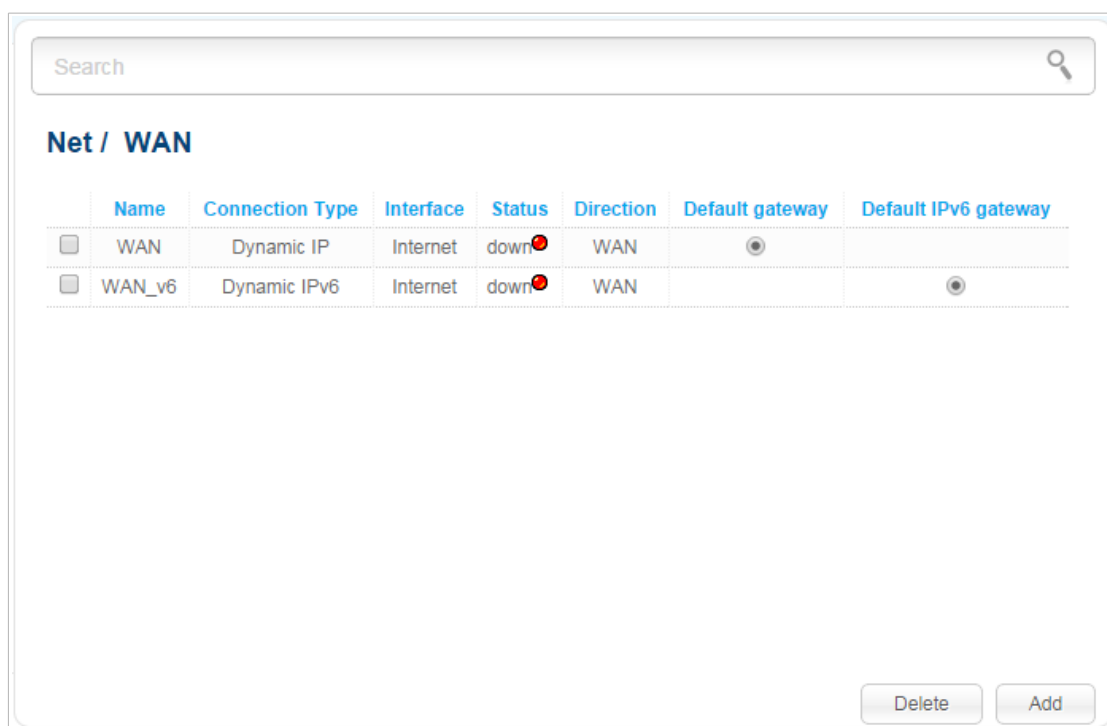 Search
Net / WAN
Name Connection Type Interface Status Direction Default gateway Default IPv6 gateway
WAN Dynamic IP Internet down WAN
WAN_v6 Dynamic IPv6 Internet down WAN
Delete Add